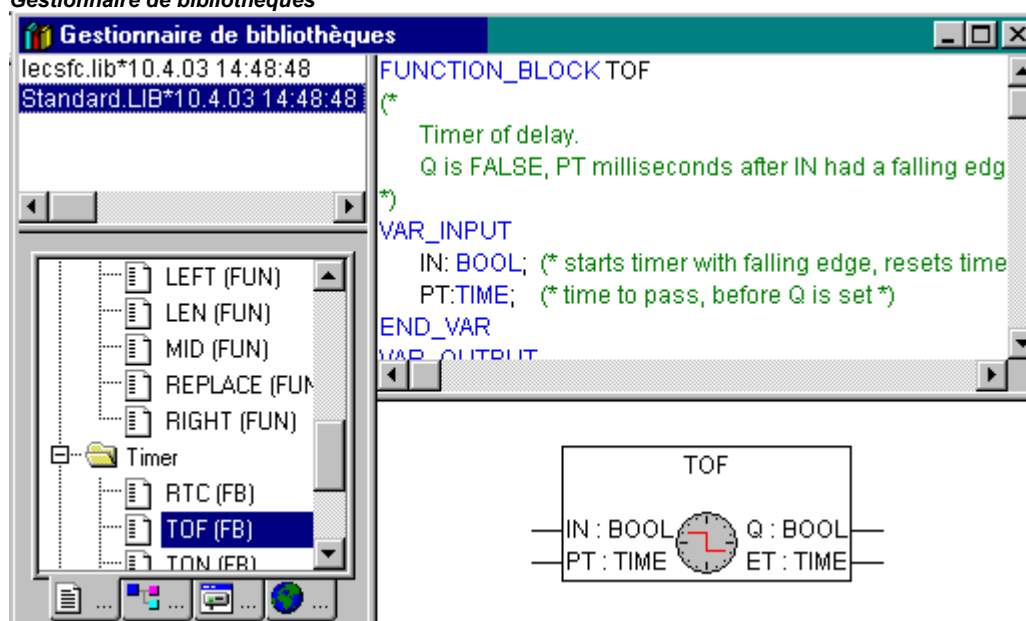 Gestionnaire de bibliothèques
Gestionnaire de bibliothèques
Iecsfc.lib*10.4.03 14:48:48
Standard.LIB*10.4.03 14:48:48
FUNCTION_BLOCK TOF
(*
Timer of delay.
Q is FALSE, PT milliseconds after IN had a falling edg
*)
VAR_INPUT
IN: BOOL; (* starts timer with falling edge, resets time
PT:TIME; (* time to pass, before Q is set *)
END_VAR
VAR_OUTPUT
LEFT (FUN)
LEN (FUN)
MID (FUN)
REPLACE (FUN
RIGHT (FUN)
Timer
RTC (FB)
TOF (FB)
TON (FB)
... ... ... ...
TOF
IN : BOOL Q : BOOL
PT : TIME ET : TIME